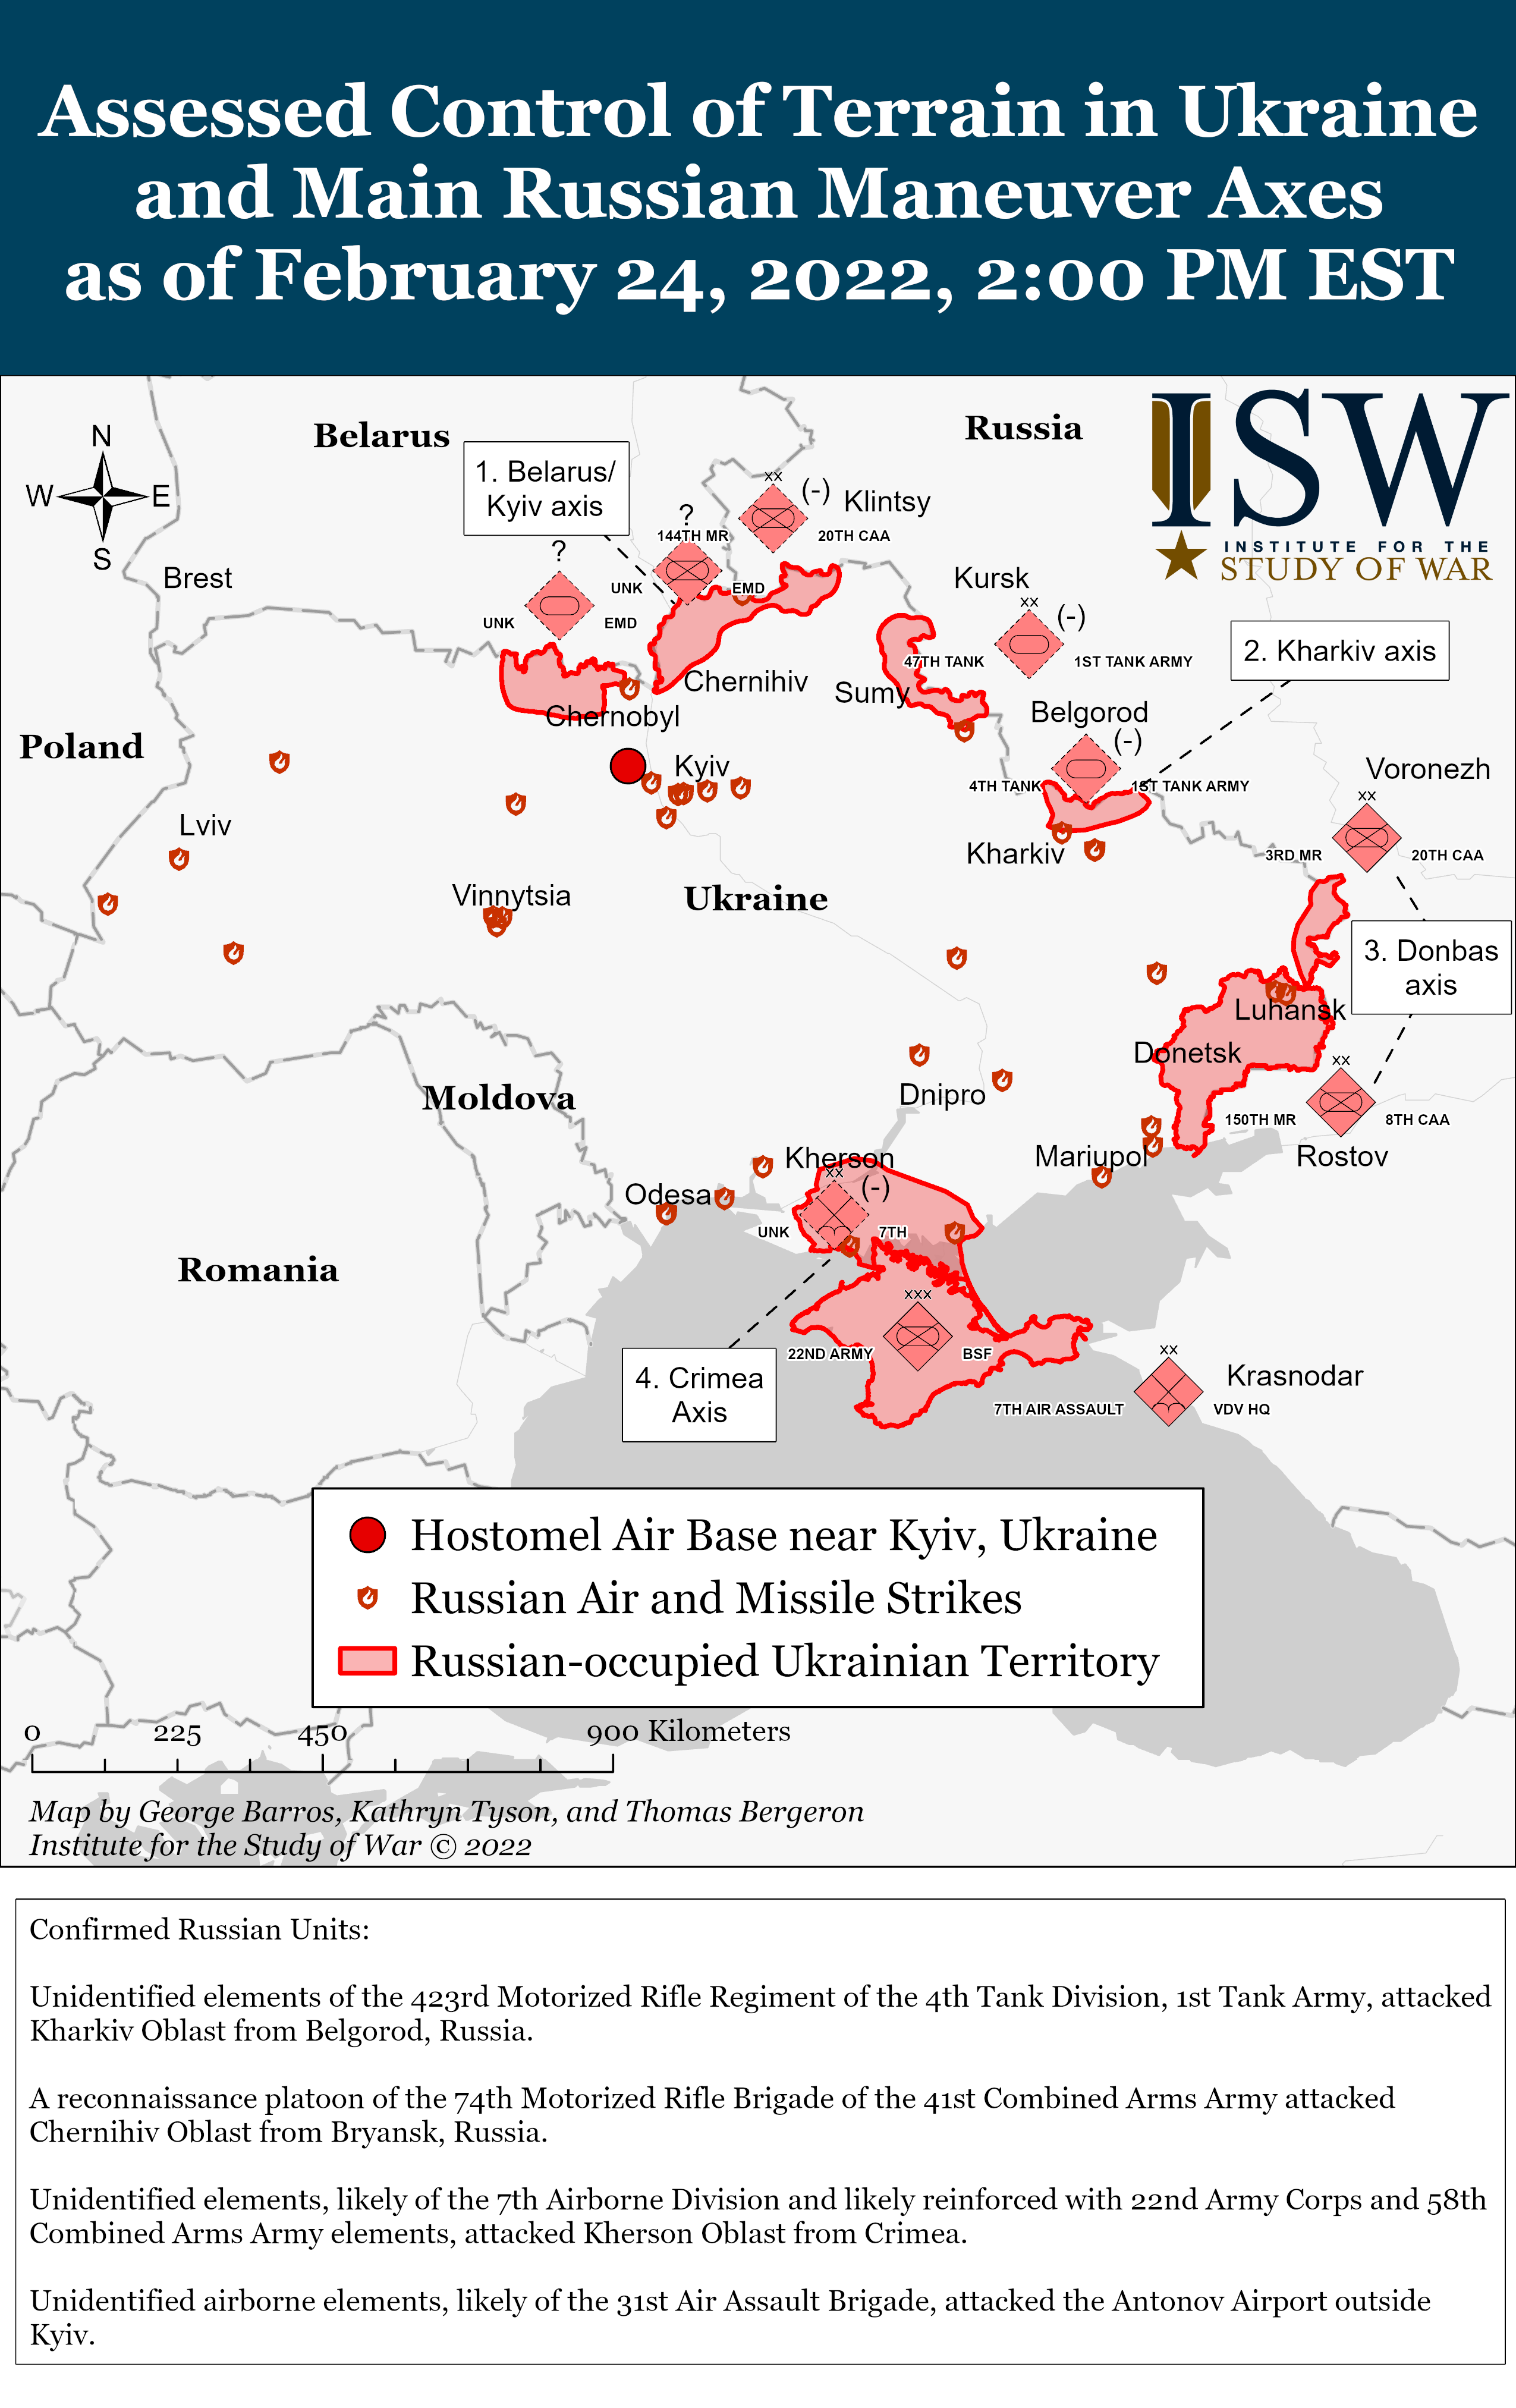 Assessed Control of Terrain in Ukraine
and Main Russian Maneuver Axes
as of February 24, 2022, 2:00 PM EST
N
W E
S
Belarus
Russia
ISW
INSTITUTE FOR THE
STUDY OF WAR
1. Belarus/
Kyiv axis
xx
(-)
Klintsy
20TH CAA
?
144TH MR
UNK
EMD
?
UNK
EMD
Brest
Kursk
xx
(-)
47TH TANK
1ST TANK ARMY
2. Kharkiv axis
Chernihiv
Sumy
Chernobyl
Belgorod
(-)
4TH TANK
1ST TANK ARMY
Poland
Kyiv
Voronezh
xx
3RD MR
20TH CAA
Lviv
Kharkiv
Vinnytsia
Ukraine
3. Donbas
axis
Luhansk
Donetsk
xx
150TH MR
8TH CAA
Rostov
Moldova
Dnipro
Mariupol
Kherson
xx
(-)
UNK
7TH
Odesa
Romania
xxx
22ND ARMY
BSF
4. Crimea
Axis
xx
Krasnodar
7TH AIR ASSAULT
VDV HQ
Hostomel Air Base near Kyiv, Ukraine
Russian Air and Missile Strikes
Russian-occupied Ukrainian Territory
0 225 450 900 Kilometers
Map by George Barros, Kathryn Tyson, and Thomas Bergeron
Institute for the Study of War © 2022
Confirmed Russian Units:
Unidentified elements of the 423rd Motorized Rifle Regiment of the 4th Tank Division, 1st Tank Army, attacked
Kharkiv Oblast from Belgorod, Russia.
A reconnaissance platoon of the 74th Motorized Rifle Brigade of the 41st Combined Arms Army attacked
Chernihiv Oblast from Bryansk, Russia.
Unidentified elements, likely of the 7th Airborne Division and likely reinforced with 22nd Army Corps and 58th
Combined Arms Army elements, attacked Kherson Oblast from Crimea.
Unidentified airborne elements, likely of the 31st Air Assault Brigade, attacked the Antonov Airport outside
Kyiv.